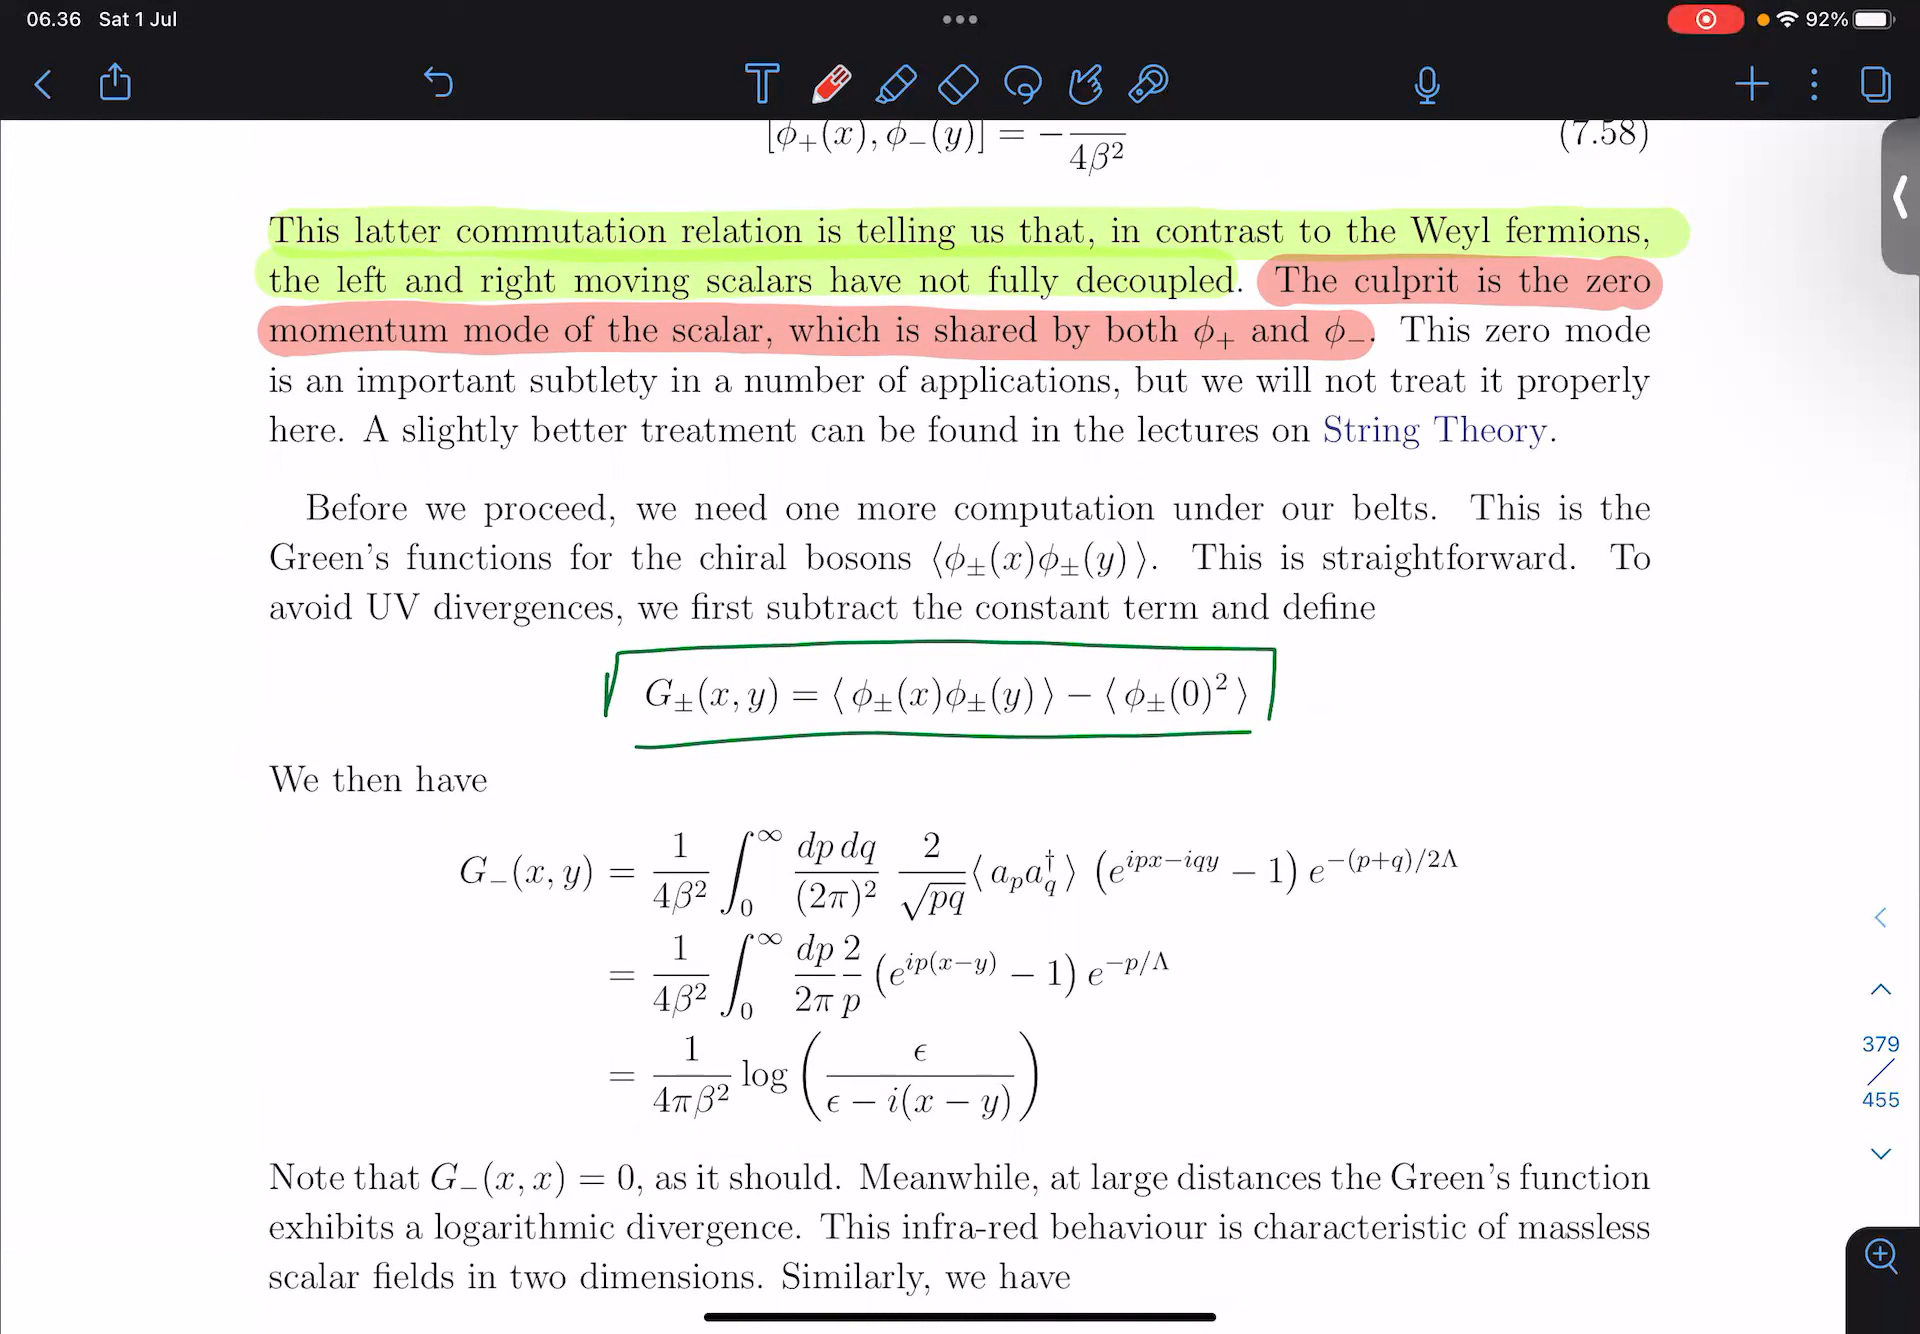 06.36 Sat 1 Jul
92%
[ϕ₊(x), ϕ₋(y)] = − / 4β² (7.58)
This latter commutation relation is telling us that, in contrast to the Weyl fermions,
the left and right moving scalars have not fully decoupled. The culprit is the zero
momentum mode of the scalar, which is shared by both ϕ₊ and ϕ₋. This zero mode
is an important subtlety in a number of applications, but we will not treat it properly
here. A slightly better treatment can be found in the lectures on String Theory.
Before we proceed, we need one more computation under our belts. This is the
Green's functions for the chiral bosons ⟨ϕ±(x)ϕ±(y)⟩. This is straightforward. To
avoid UV divergences, we first subtract the constant term and define
G±(x, y) = ⟨ ϕ±(x)ϕ±(y) ⟩ − ⟨ ϕ±(0)² ⟩
We then have
G₋(x, y) = 1/4β² ∫₀^∞ dp dq/(2π)² 2/√pq ⟨ aₚa†_q ⟩ (e^{ipx−iqy} − 1) e^{−(p+q)/2Λ}
= 1/4β² ∫₀^∞ dp/2π 2/p (e^{ip(x−y)} − 1) e^{−p/Λ}
= 1/4πβ² log (ϵ/ϵ − i(x − y))
Note that G₋(x, x) = 0, as it should. Meanwhile, at large distances the Green's function
exhibits a logarithmic divergence. This infra-red behaviour is characteristic of massless
scalar fields in two dimensions. Similarly, we have
379
/
455